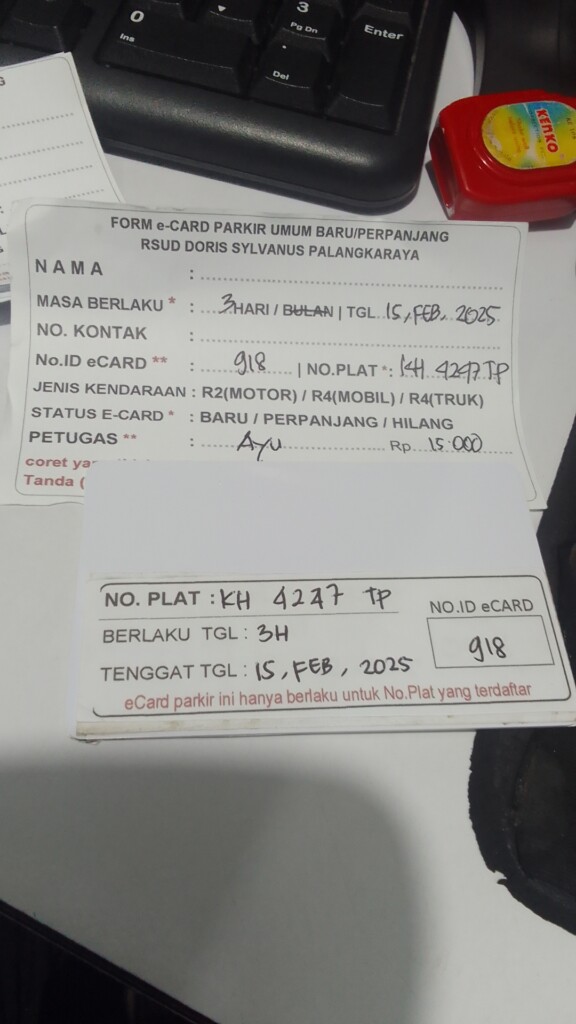 0
Ins
3
Pg Dn
.
Del
Enter
KENKO
FORM e-CARD PARKIR UMUM BARU/PERPANJANG
RSUD DORIS SYLVANUS PALANGKARAYA
NAMA :
MASA BERLAKU * : 3 HARI / BULAN | TGL 15, FEB, 2025
NO. KONTAK :
No.ID eCARD ** : 918 | NO.PLAT *: KH 4247 TP
JENIS KENDARAAN : R2(MOTOR) / R4(MOBIL) / R4(TRUK)
STATUS E-CARD * : BARU / PERPANJANG / HILANG
PETUGAS ** : Ayu Rp 15.000
coret
Tanda (
NO. PLAT : KH 4247 TP
NO.ID eCARD
BERLAKU TGL : 3H
918
TENGGAT TGL : 15, FEB, 2025
eCard parkir ini hanya berlaku untuk No.Plat yang terdaftar